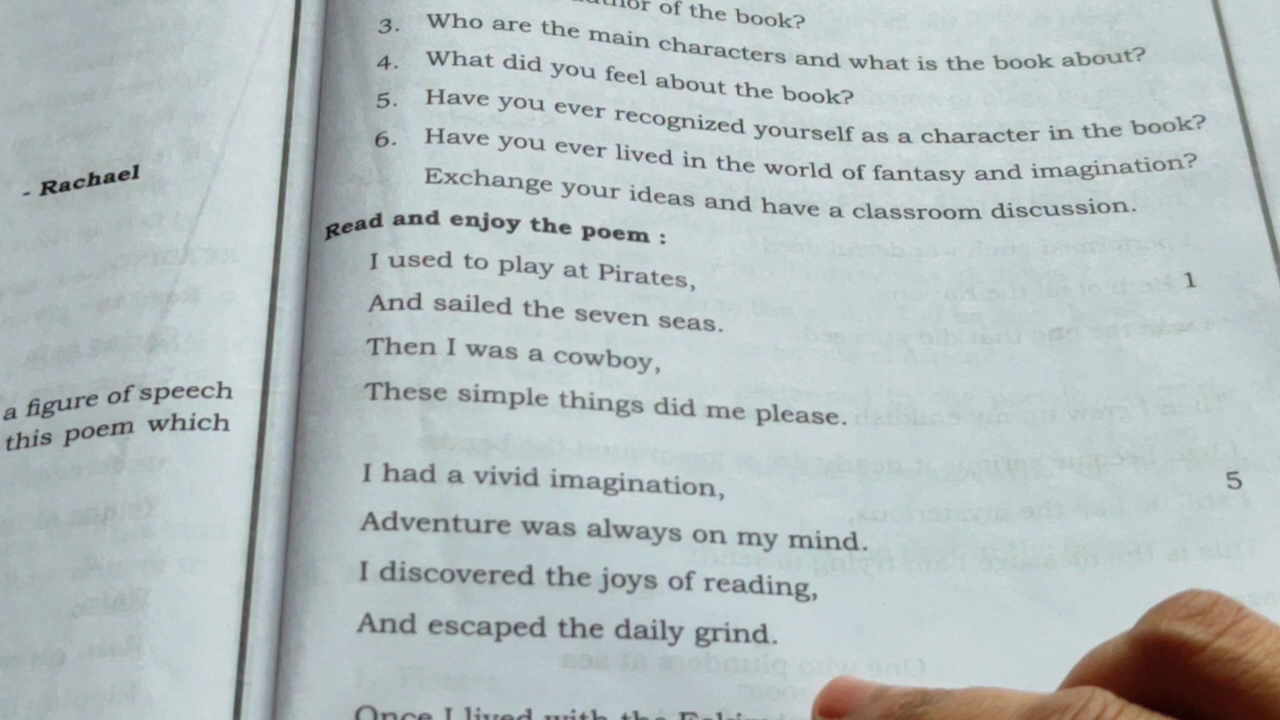 - Rachael
a figure of speech
this poem which
of the book?
3. Who are the main characters and what is the book about?
4. What did you feel about the book?
5. Have you ever recognized yourself as a character in the book?
6. Have you ever lived in the world of fantasy and imagination?
Exchange your ideas and have a classroom discussion.
Read and enjoy the poem :
I used to play at Pirates, 1
And sailed the seven seas.
Then I was a cowboy,
These simple things did me please.
I had a vivid imagination, 5
Adventure was always on my mind.
I discovered the joys of reading,
And escaped the daily grind.
Once I lived with the